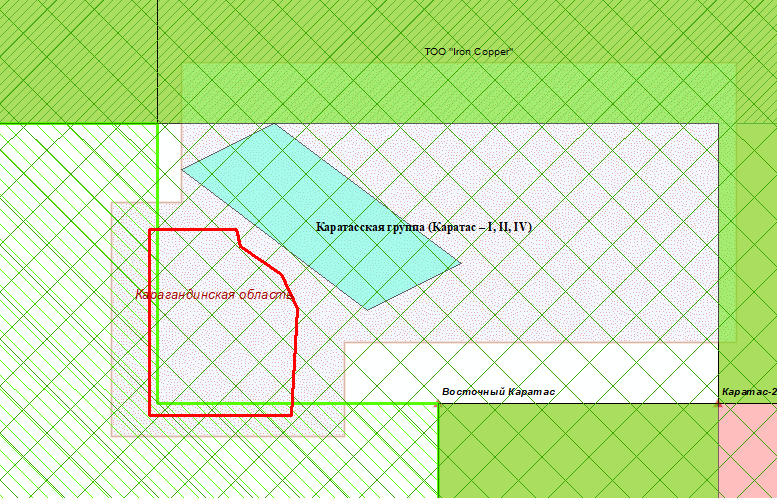 ТОО "Iron Copper"
Каратасская группа (Каратас – I, II, IV)
Карагандинская область
Восточный Каратас
Каратас-2